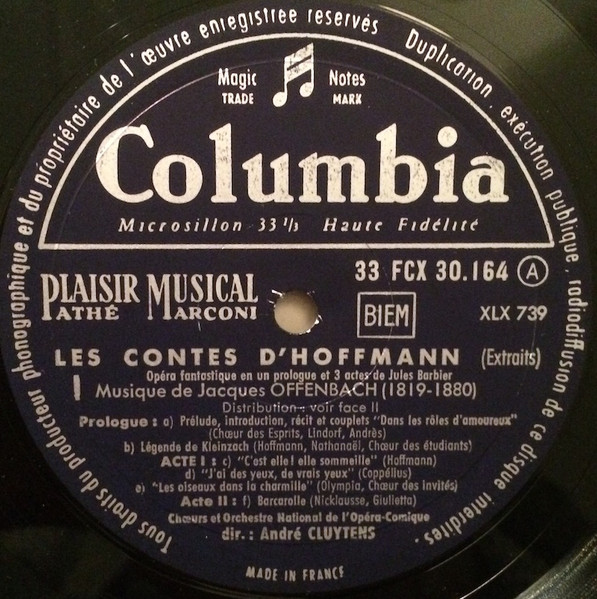 Tous droits du producteur phonographique et du propriétaire de l'œuvre enregistrée réservés
Duplication, exécution publique, radiodiffusion de ce disque interdites.
Magic Notes
TRADE MARK
Columbia
Microsillon 33 1/3 Haute Fidélité
PLAISIR MUSICAL
PATHÉ MARCONI
33 FCX 30.164 A
BIEM
XLX 739
LES CONTES D'HOFFMANN (Extraits)
Opéra fantastique en un prologue et 3 actes de Jules Barbier
I Musique de Jacques OFFENBACH (1819-1880)
Distribution : voir face II
Prologue : a) Prélude, introduction, récit et couplets "Dans les rôles d'amoureux"
(Chœur des Esprits, Lindorf, Andrès)
b) Légende de Kleinzach (Hoffmann, Nathanaël, Chœur des étudiants)
ACTE I : c) "C'est elle ! elle sommeille" (Hoffmann)
d) "J'ai des yeux, de vrais yeux" (Coppélius)
e) "Les oiseaux dans la charmille" (Olympia, Chœur des invités)
Acte II : f) Barcarolle (Nicklausse, Giulietta)
Chœurs et Orchestre National de l'Opéra-Comique
dir. : André CLUYTENS
MADE IN FRANCE